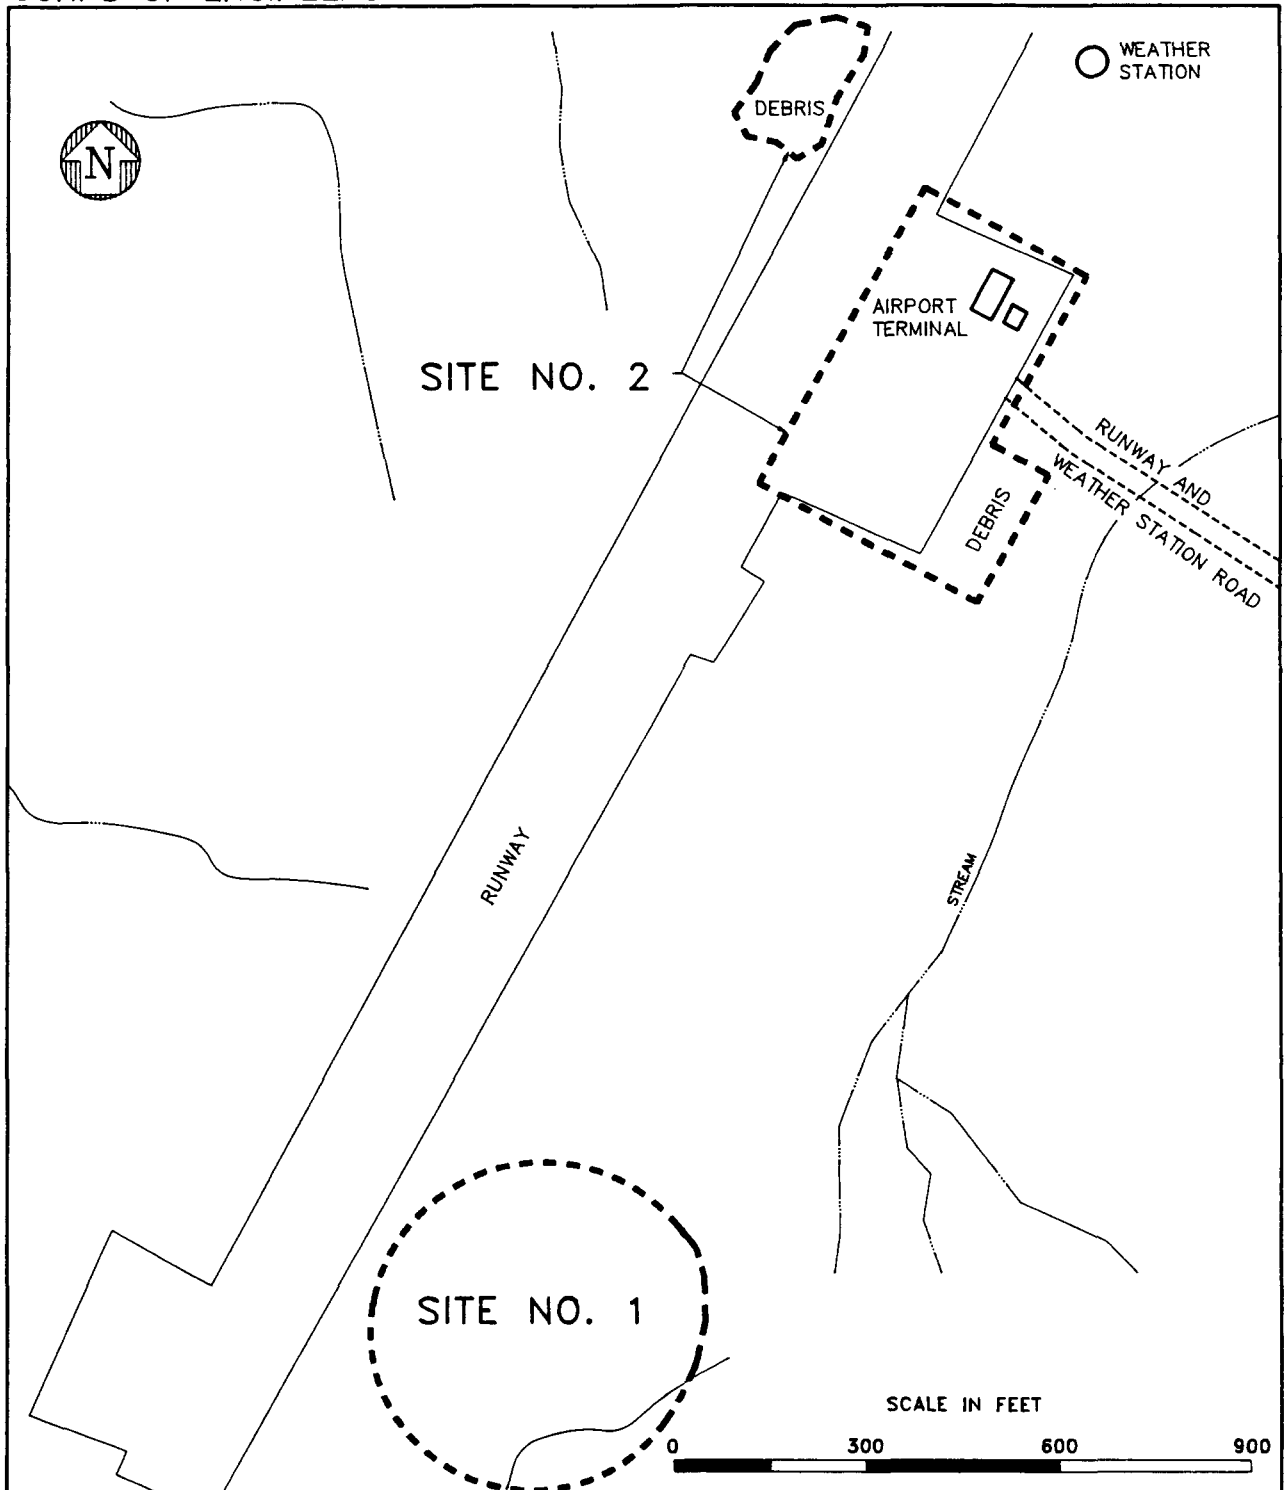 WEATHER
STATION
DEBRIS
N
AIRPORT
TERMINAL
SITE NO. 2
RUNWAY AND
WEATHER STATION ROAD
DEBRIS
RUNWAY
STREAM
SITE NO. 1
SCALE IN FEET
0 300 600 900